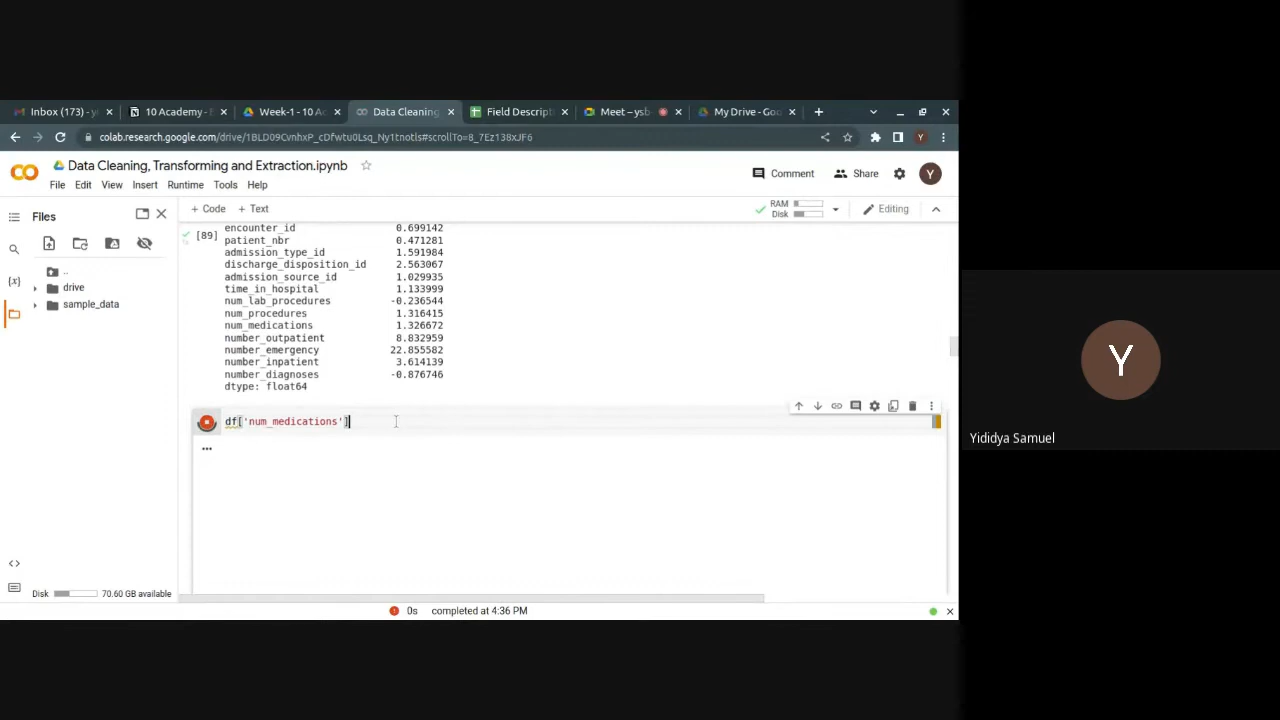 Inbox (173) - y
10 Academy - E
Week-1 - 10 Ac
Data Cleaning,
Field Descripti
Meet – ysb
My Drive - Goo
colab.research.google.com/drive/1BLD09CvnhxP_cDfwtu0Lsq_Ny1tnotls#scrollTo=8_7Ez138xJF6
Data Cleaning, Transforming and Extraction.ipynb
Comment
Share
Y
File Edit View Insert Runtime Tools Help
Files
+ Code + Text
RAM
Disk
Editing
..
drive
sample_data
[89]
encounter_id 0.699142
patient_nbr 0.471281
admission_type_id 1.591984
discharge_disposition_id 2.563067
admission_source_id 1.029935
time_in_hospital 1.133999
num_lab_procedures -0.236544
num_procedures 1.316415
num_medications 1.326672
number_outpatient 8.832959
number_emergency 22.855582
number_inpatient 3.614139
number_diagnoses -0.876746
dtype: float64
df['num_medications']
...
Disk 70.60 GB available
0s completed at 4:36 PM
Y
Yididya Samuel